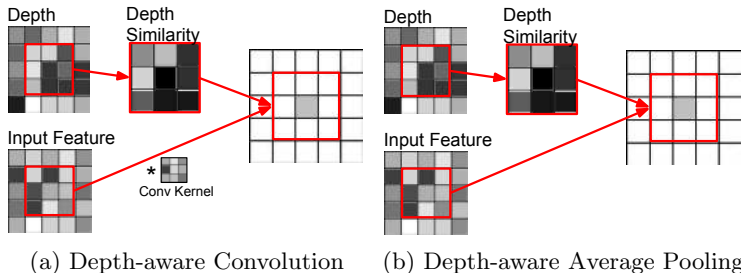 Depth
Depth
Similarity
Input Feature
*
Conv Kernel
(a) Depth-aware Convolution
Depth
Depth
Similarity
Input Feature
(b) Depth-aware Average Pooling